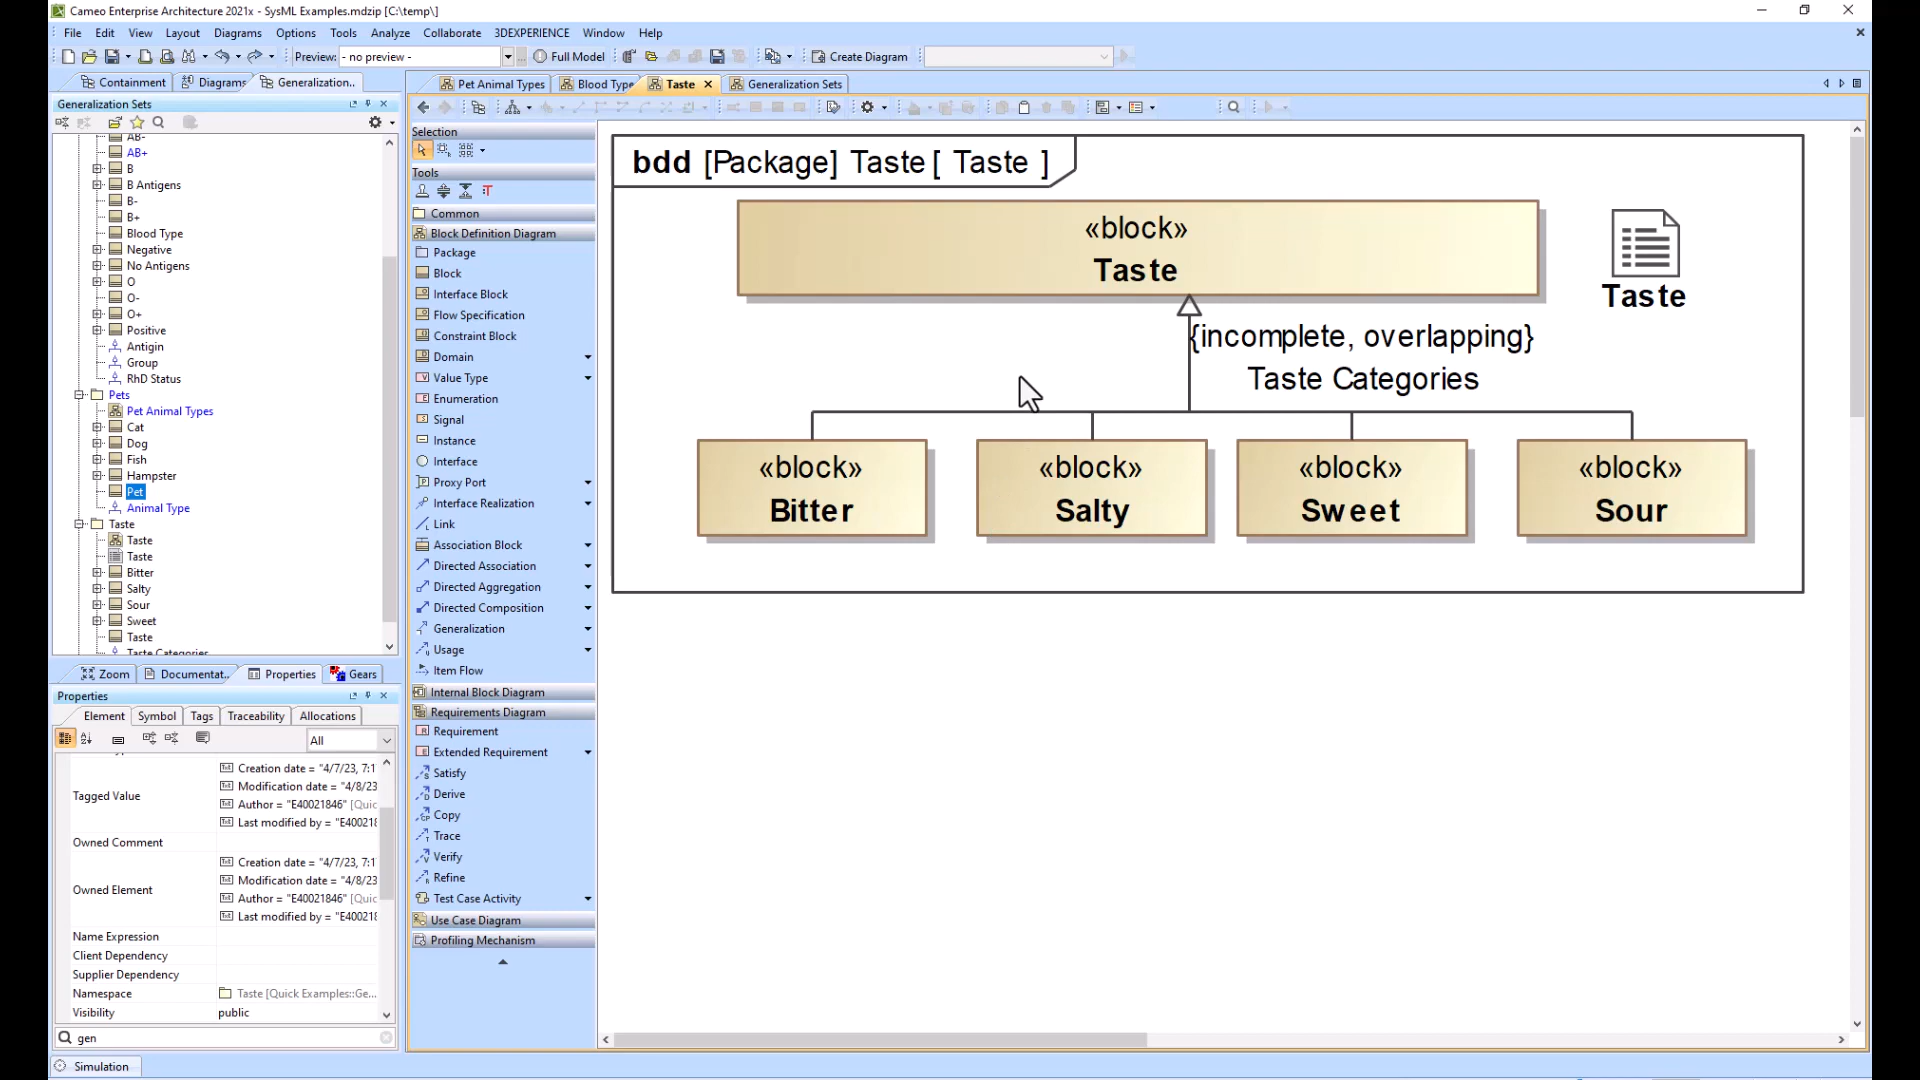 Cameo Enterprise Architecture 2021x - SysML Examples.mdzip [C:\temp\]
File Edit View Layout Diagrams Options Tools Analyze Collaborate 3DEXPERIENCE Window Help
Preview: - no preview - Full Model Create Diagram
Containment Diagrams Generalization..
Generalization Sets
AB-
AB+
B
B Antigens
B-
B+
Blood Type
Negative
No Antigens
O
O-
O+
Positive
Antigin
Group
RhD Status
Pets
Pet Animal Types
Cat
Dog
Fish
Hampster
Pet
Animal Type
Taste
Taste
Taste
Bitter
Salty
Sour
Sweet
Taste
Taste Categories
Zoom Documentat.. Properties Gears
Properties
Element Symbol Tags Traceability Allocations
All
Tagged Value
Creation date = "4/7/23, 7:1
Modification date = "4/8/23
Author = "E40021846" [Quic
Last modified by = "E400218
Owned Comment
Owned Element
Creation date = "4/7/23, 7:1
Modification date = "4/8/23
Author = "E40021846" [Quic
Last modified by = "E400218
Name Expression
Client Dependency
Supplier Dependency
Namespace Taste [Quick Examples::Ge...
Visibility public
gen
Simulation
Pet Animal Types Blood Type Taste Generalization Sets
Selection
Tools
Common
Block Definition Diagram
Package
Block
Interface Block
Flow Specification
Constraint Block
Domain
Value Type
Enumeration
Signal
Instance
Interface
Proxy Port
Interface Realization
Link
Association Block
Directed Association
Directed Aggregation
Directed Composition
Generalization
Usage
Item Flow
Internal Block Diagram
Requirements Diagram
Requirement
Extended Requirement
Satisfy
Derive
Copy
Trace
Verify
Refine
Test Case Activity
Use Case Diagram
Profiling Mechanism
bdd [Package] Taste [ Taste ]
«block»
Taste
Taste
{incomplete, overlapping}
Taste Categories
«block»
Bitter
«block»
Salty
«block»
Sweet
«block»
Sour